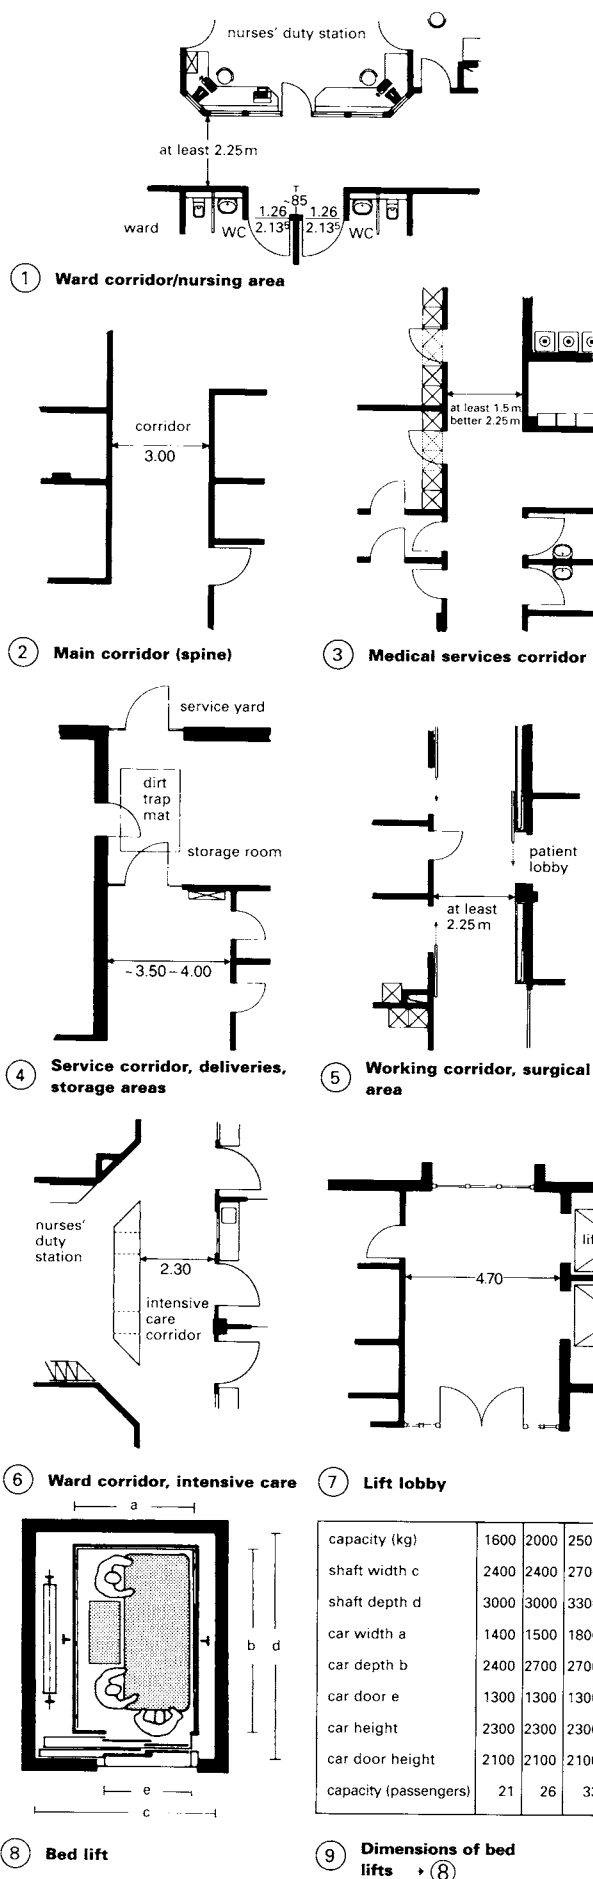 nurses' duty station
at least 2.25m
ward
WC
1.26
2.13⁵
~85
1.26
2.13⁵
WC
1 Ward corridor/nursing area
corridor
3.00
2 Main corridor (spine)
at least 1.5m
better 2.25m
3 Medical services corridor
service yard
dirt
trap
mat
storage room
~3.50–4.00
4 Service corridor, deliveries,
storage areas
patient
lobby
at least
2.25m
5 Working corridor, surgical
area
nurses'
duty
station
2.30
intensive
care
corridor
6 Ward corridor, intensive care
4.70
7 Lift lobby
a
b
d
e
c
8 Bed lift
capacity (kg) 1600 2000
shaft width c 2400 2400
shaft depth d 3000 3000
car width a 1400 1500
car depth b 2400 2700
car door e 1300 1300
car height 2300 2300
car door height 2100 2100
capacity (passengers) 21 26
9 Dimensions of bed
lifts → 8